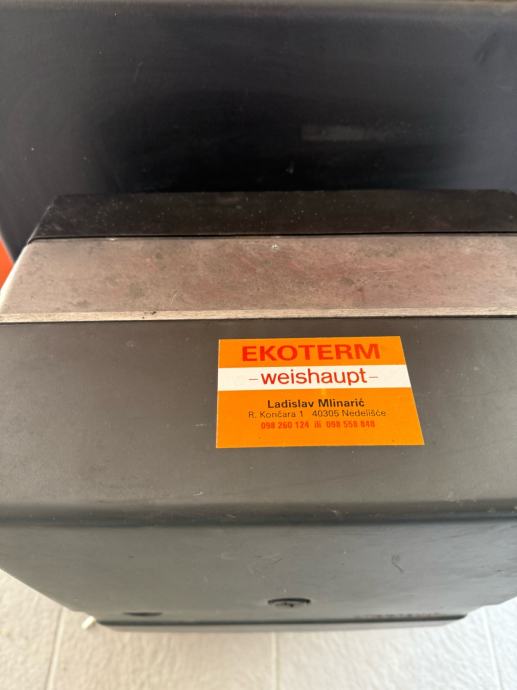 EKOTERM
-weishaupt-
Ladislav Mlinarić
R. Končara 1 40305 Nedelišće
098 260 124 ili 098 558 848